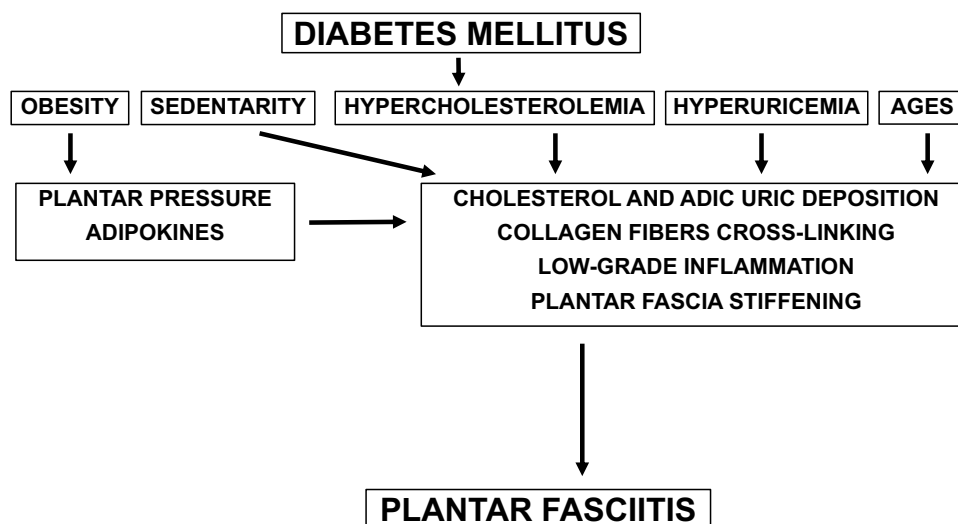 DIABETES MELLITUS
OBESITY SEDENTARITY HYPERCHOLESTEROLEMIA HYPERURICEMIA AGES
PLANTAR PRESSURE
ADIPOKINES
CHOLESTEROL AND ADIC URIC DEPOSITION
COLLAGEN FIBERS CROSS-LINKING
LOW-GRADE INFLAMMATION
PLANTAR FASCIA STIFFENING
PLANTAR FASCIITIS